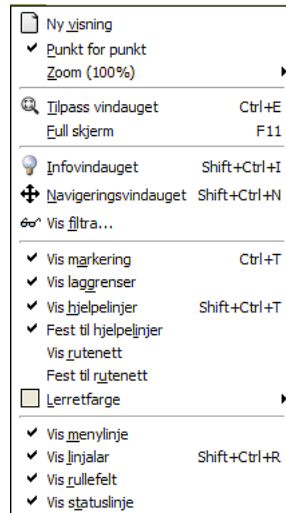 Ny visning
Punkt for punkt
Zoom (100%)
Tilpass vindauget Ctrl+E
Full skjerm F11
Infovindauget Shift+Ctrl+I
Navigeringsvindauget Shift+Ctrl+N
Vis filtra...
Vis markering Ctrl+T
Vis laggrenser
Vis hjelpelinjer Shift+Ctrl+T
Fest til hjelpelinjer
Vis rutenett
Fest til rutenett
Lerretfarge
Vis menylinje
Vis linjalar Shift+Ctrl+R
Vis rullefelt
Vis statuslinje